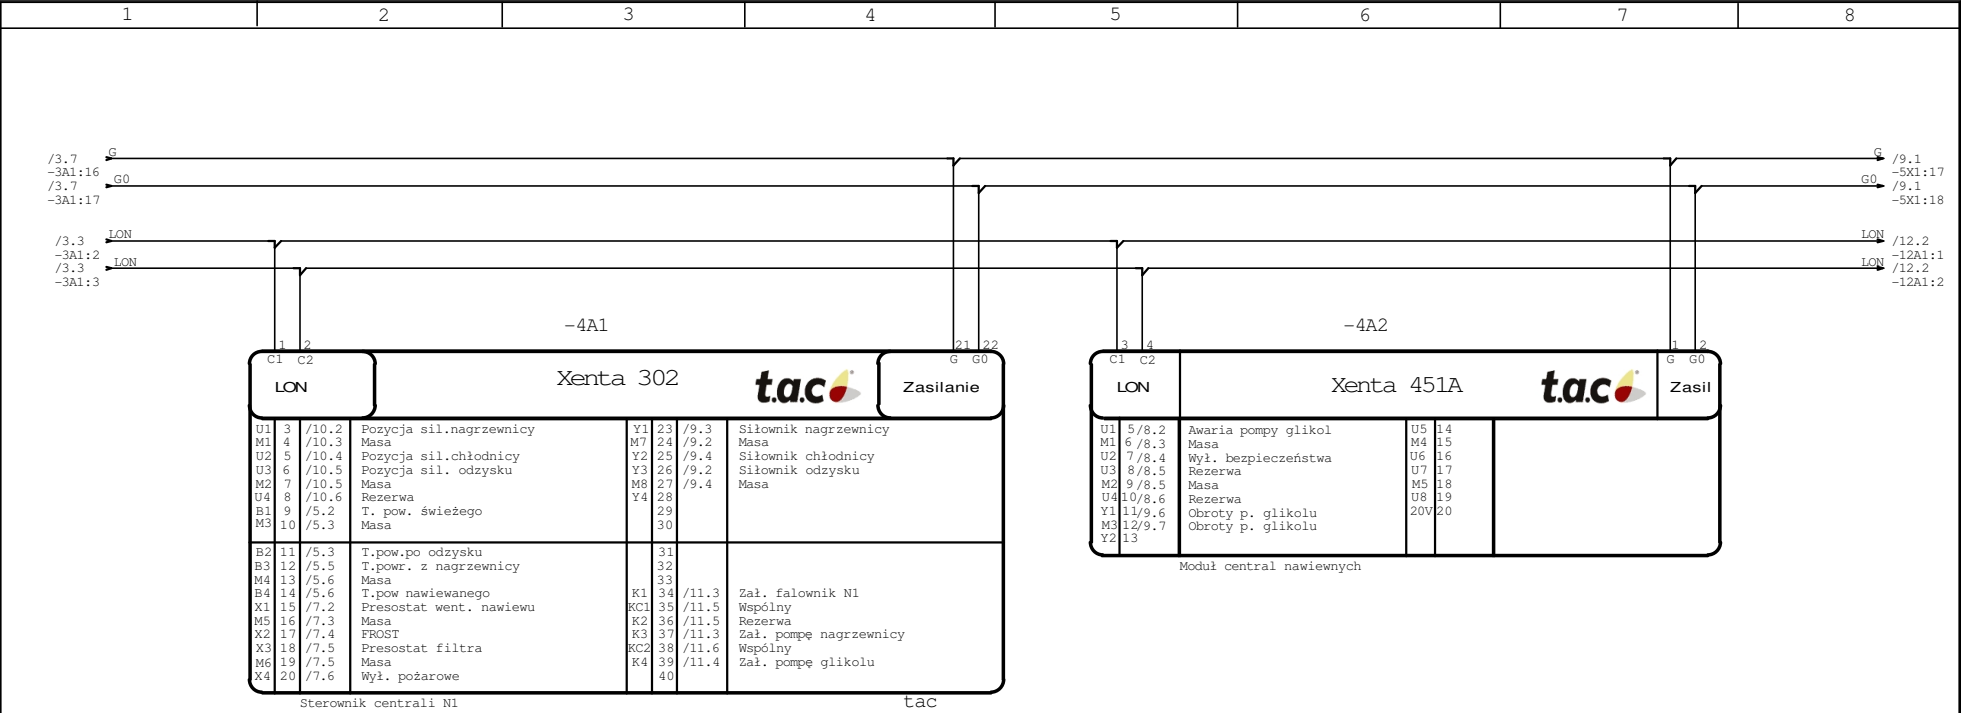 1 2 3 4 5 6 7 8
/3.7 G
-3A1:16
/3.7 G0
-3A1:17
/3.3 LON
-3A1:2
/3.3 LON
-3A1:3
G /9.1
-5X1:17
G0 /9.1
-5X1:18
LON /12.2
-12A1:1
LON /12.2
-12A1:2
-4A1
1 2 21 22
C1 C2 G G0
LON Xenta 302 t.a.c Zasilanie
U1 3 /10.2 Pozycja sil.nagrzewnicy Y1 23 /9.3 Siłownik nagrzewnicy
M1 4 /10.3 Masa M7 24 /9.2 Masa
U2 5 /10.4 Pozycja sil.chłodnicy Y2 25 /9.4 Siłownik chłodnicy
U3 6 /10.5 Pozycja sil. odzysku Y3 26 /9.2 Siłownik odzysku
M2 7 /10.5 Masa M8 27 /9.4 Masa
U4 8 /10.6 Rezerwa Y4 28
B1 9 /5.2 T. pow. świeżego 29
M3 10 /5.3 Masa 30
B2 11 /5.3 T.pow.po odzysku 31
B3 12 /5.5 T.powr. z nagrzewnicy 32
M4 13 /5.6 Masa 33
B4 14 /5.6 T.pow nawiewanego K1 34 /11.3 Zał. falownik N1
X1 15 /7.2 Presostat went. nawiewu KC1 35 /11.5 Wspólny
M5 16 /7.3 Masa K2 36 /11.5 Rezerwa
X2 17 /7.4 FROST K3 37 /11.3 Zał. pompę nagrzewnicy
X3 18 /7.5 Presostat filtra KC2 38 /11.6 Wspólny
M6 19 /7.5 Masa K4 39 /11.4 Zał. pompę glikolu
X4 20 /7.6 Wył. pożarowe 40
Sterownik centrali N1 tac
-4A2
3 4 1 2
C1 C2 G G0
LON Xenta 451A t.a.c Zasil
U1 5 /8.2 Awaria pompy glikol U5 14
M1 6 /8.3 Masa M4 15
U2 7 /8.4 Wył. bezpieczeństwa U6 16
U3 8 /8.5 Rezerwa U7 17
M2 9 /8.5 Masa M5 18
U4 10 /8.6 Rezerwa U8 19
Y1 11 /9.6 Obroty p. glikolu 20V 20
M3 12 /9.7 Obroty p. glikolu
Y2 13
Moduł central nawiewnych